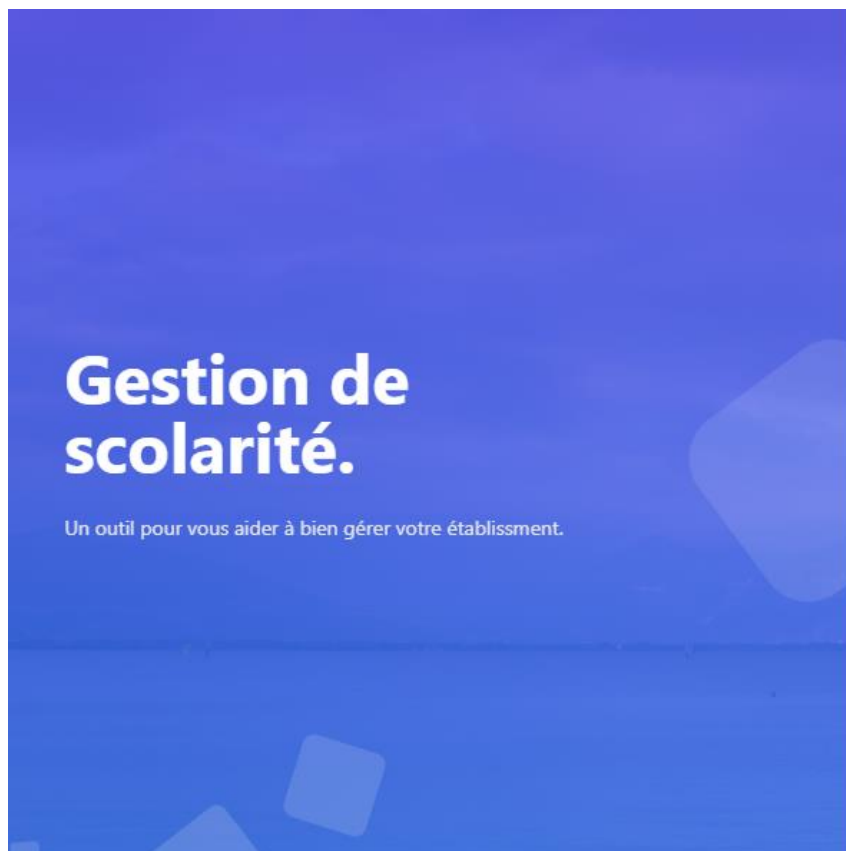 Gestion de
scolarité.
Un outil pour vous aider à bien gérer votre établissment.